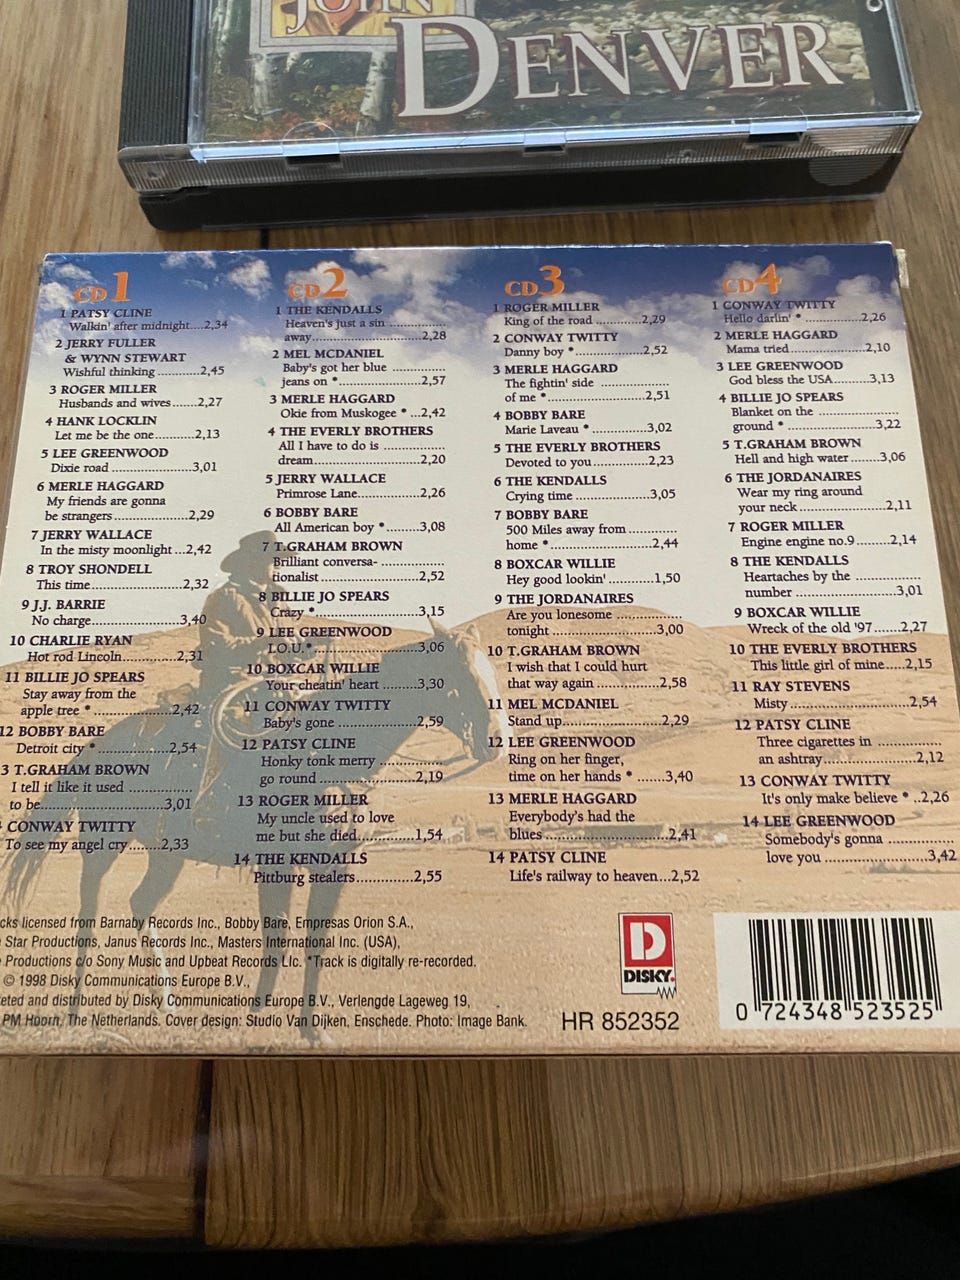 JOHN
DENVER
CD 1
1 PATSY CLINE
Walkin' after midnight....2,34
2 JERRY FULLER
& WYNN STEWART
Wishful thinking ............2,45
3 ROGER MILLER
Husbands and wives......2,27
4 HANK LOCKLIN
Let me be the one..........2,13
5 LEE GREENWOOD
Dixie road ....................3,01
6 MERLE HAGGARD
My friends are gonna
be strangers ..................2,29
7 JERRY WALLACE
In the misty moonlight ...2,42
8 TROY SHONDELL
This time......................2,32
9 J.J. BARRIE
No charge.....................3,40
10 CHARLIE RYAN
Hot rod Lincoln.............2,31
11 BILLIE JO SPEARS
Stay away from the
apple tree * ...................2,42
12 BOBBY BARE
Detroit city * .................2,54
3 T.GRAHAM BROWN
I tell it like it used ..............
to be.............................3,01
CONWAY TWITTY
To see my angel cry.......2,33
CD 2
1 THE KENDALLS
Heaven's just a sin ..............
away.............................2,28
2 MEL MCDANIEL
Baby's got her blue .............
jeans on * ......................2,57
3 MERLE HAGGARD
Okie from Muskogee * ...2,42
4 THE EVERLY BROTHERS
All I have to do is ..............
dream...........................2,20
5 JERRY WALLACE
Primrose Lane................2,26
6 BOBBY BARE
All American boy * ........3,08
7 T.GRAHAM BROWN
Brilliant conversa- ..............
tionalist ........................2,52
8 BILLIE JO SPEARS
Crazy * .........................3,15
9 LEE GREENWOOD
I.O.U.*..........................3,06
10 BOXCAR WILLIE
Your cheatin' heart ........3,30
11 CONWAY TWITTY
Baby's gone ..................2,59
12 PATSY CLINE
Honky tonk merry ..............
go round .......................2,19
13 ROGER MILLER
My uncle used to love
me but she died.............1,54
14 THE KENDALLS
Pittburg stealers.............2,55
CD 3
1 ROGER MILLER
King of the road ............2,29
2 CONWAY TWITTY
Danny boy * ..................2,52
3 MERLE HAGGARD
The fightin' side ................
of me *.........................2,51
4 BOBBY BARE
Marie Laveau * ..............3,02
5 THE EVERLY BROTHERS
Devoted to you..............2,23
6 THE KENDALLS
Crying time ...................3,05
7 BOBBY BARE
500 Miles away from ............
home * .........................2,44
8 BOXCAR WILLIE
Hey good lookin' ...........1,50
9 THE JORDANAIRES
Are you lonesome ..............
tonight .........................3,00
10 T.GRAHAM BROWN
I wish that I could hurt
that way again ..............2,58
11 MEL MCDANIEL
Stand up.......................2,29
12 LEE GREENWOOD
Ring on her finger,
time on her hands * .......3,40
13 MERLE HAGGARD
Everybody's had the
blues ............................2,41
14 PATSY CLINE
Life's railway to heaven...2,52
CD 4
1 CONWAY TWITTY
Hello darlin' * ...............2,26
2 MERLE HAGGARD
Mama tried....................2,10
3 LEE GREENWOOD
God bless the USA.........3,13
4 BILLIE JO SPEARS
Blanket on the ..................
ground * .......................3,22
5 T.GRAHAM BROWN
Hell and high water.......3,06
6 THE JORDANAIRES
Wear my ring around
your neck .....................2,11
7 ROGER MILLER
Engine engine no.9........2,14
8 THE KENDALLS
Heartaches by the ..............
number .........................3,01
9 BOXCAR WILLIE
Wreck of the old '97.......2,27
10 THE EVERLY BROTHERS
This little girl of mine.....2,15
11 RAY STEVENS
Misty............................2,54
12 PATSY CLINE
Three cigarettes in ..............
an ashtray.....................2,12
13 CONWAY TWITTY
It's only make believe * ..2,26
14 LEE GREENWOOD
Somebody's gonna ..............
love you .......................3,42
cks licensed from Barnaby Records Inc., Bobby Bare, Empresas Orion S.A.,
Star Productions, Janus Records Inc., Masters International Inc. (USA),
Productions c/o Sony Music and Upbeat Records Llc. *Track is digitally re-recorded.
© 1998 Disky Communications Europe B.V.,
eted and distributed by Disky Communications Europe B.V., Verlengde Lageweg 19,
PM Hoorn, The Netherlands. Cover design: Studio Van Dijken, Enschede. Photo: Image Bank.
D
DISKY.
HR 852352
0 724348 523525